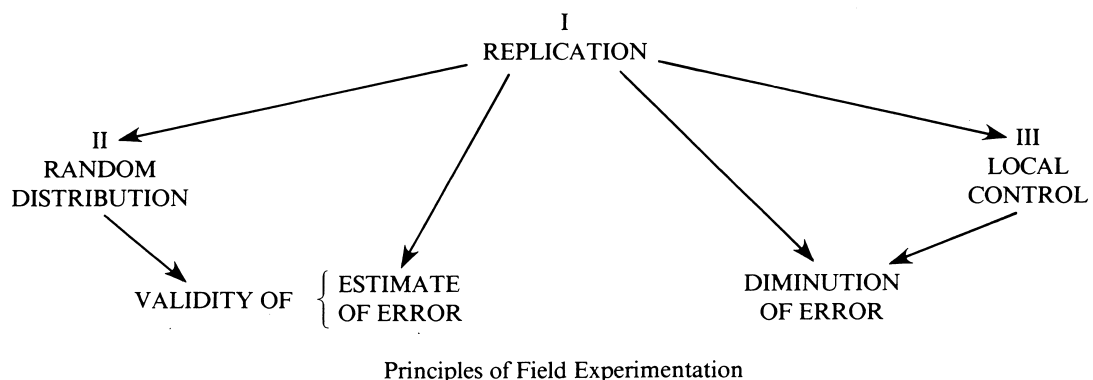 I
REPLICATION
II
RANDOM
DISTRIBUTION
III
LOCAL
CONTROL
VALIDITY OF
ESTIMATE
OF ERROR
DIMINUTION
OF ERROR
Principles of Field Experimentation